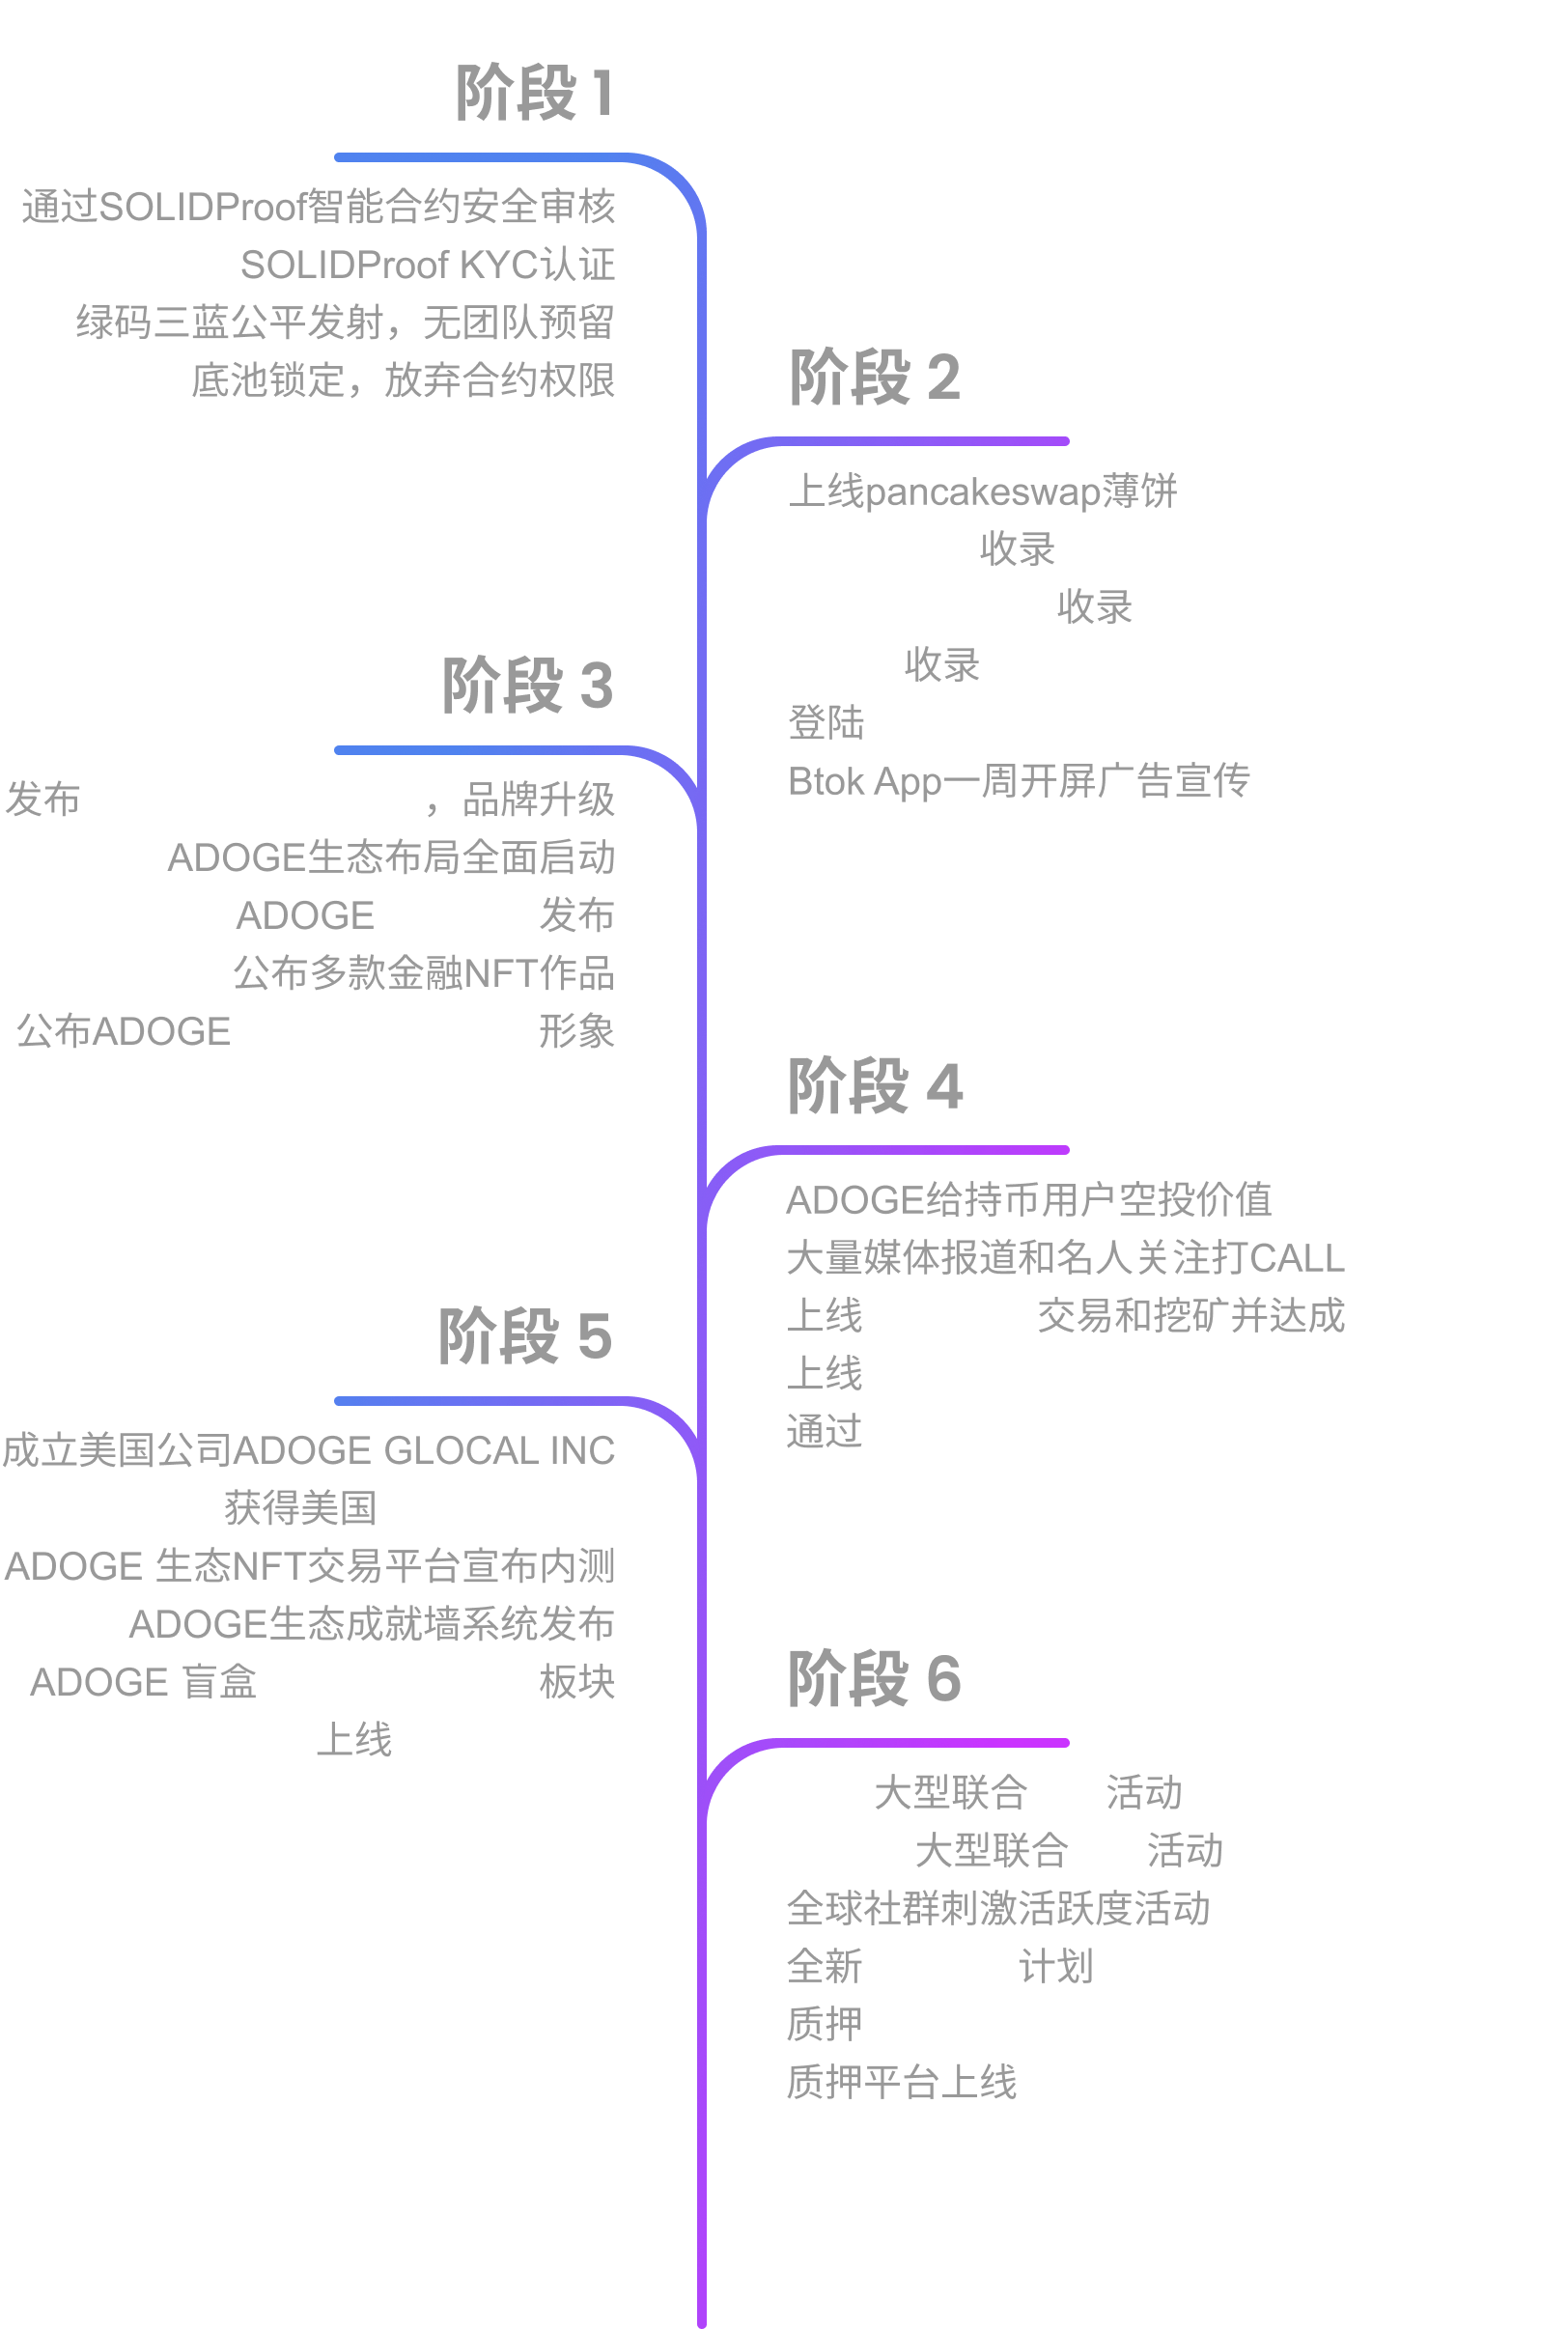 阶段 1
通过SOLIDProof智能合约安全审核
SOLIDProof KYC认证
绿码三蓝公平发射，无团队预留
底池锁定，放弃合约权限
阶段 2
上线pancakeswap薄饼
收录
收录
收录
登陆
Btok App一周开屏广告宣传
阶段 3
发布 ，品牌升级
ADOGE生态布局全面启动
ADOGE 发布
公布多款金融NFT作品
公布ADOGE 形象
阶段 4
ADOGE给持币用户空投价值
大量媒体报道和名人关注打CALL
上线 交易和挖矿并达成
上线
通过
阶段 5
成立美国公司ADOGE GLOCAL INC
获得美国
ADOGE 生态NFT交易平台宣布内测
ADOGE生态成就墙系统发布
ADOGE 盲盒 板块
上线
阶段 6
大型联合 活动
大型联合 活动
全球社群刺激活跃度活动
全新 计划
质押
质押平台上线